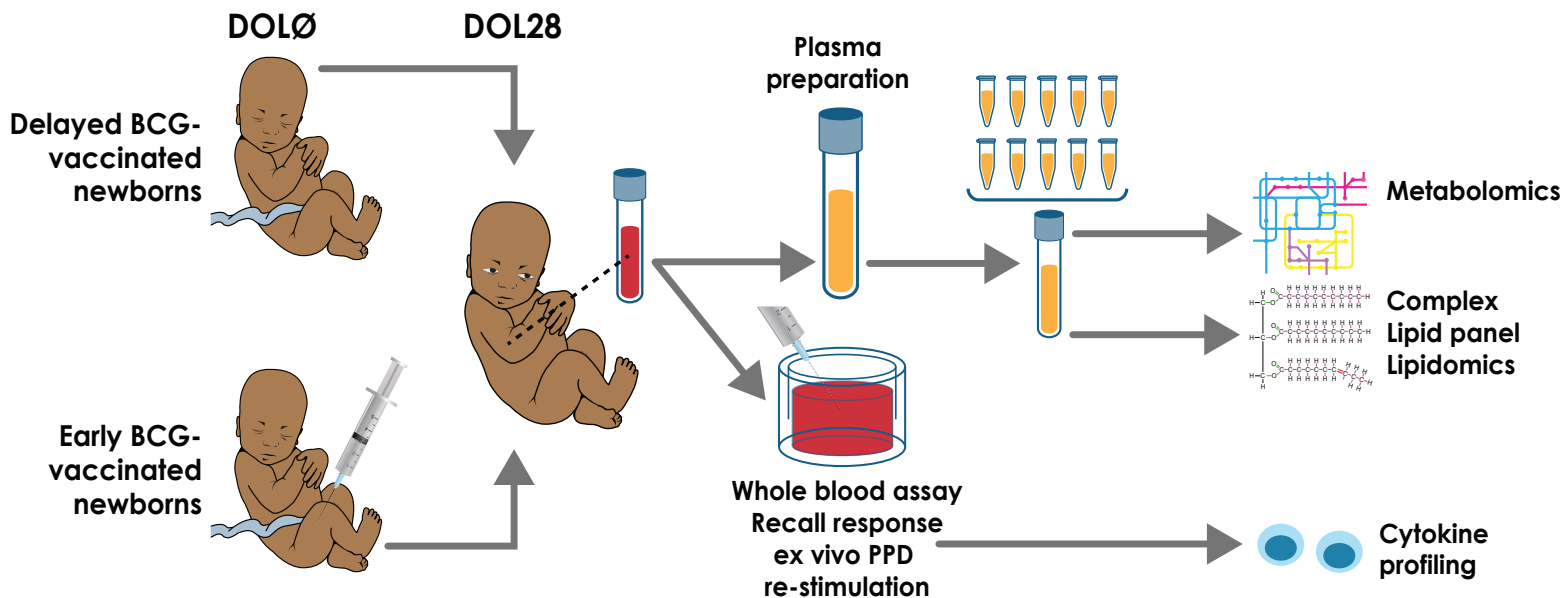 DOLØ
DOL28
Delayed BCG-
vaccinated
newborns
Early BCG-
vaccinated
newborns
Plasma
preparation
Whole blood assay
Recall response
ex vivo PPD
re-stimulation
Metabolomics
Complex
Lipid panel
Lipidomics
Cytokine
profiling